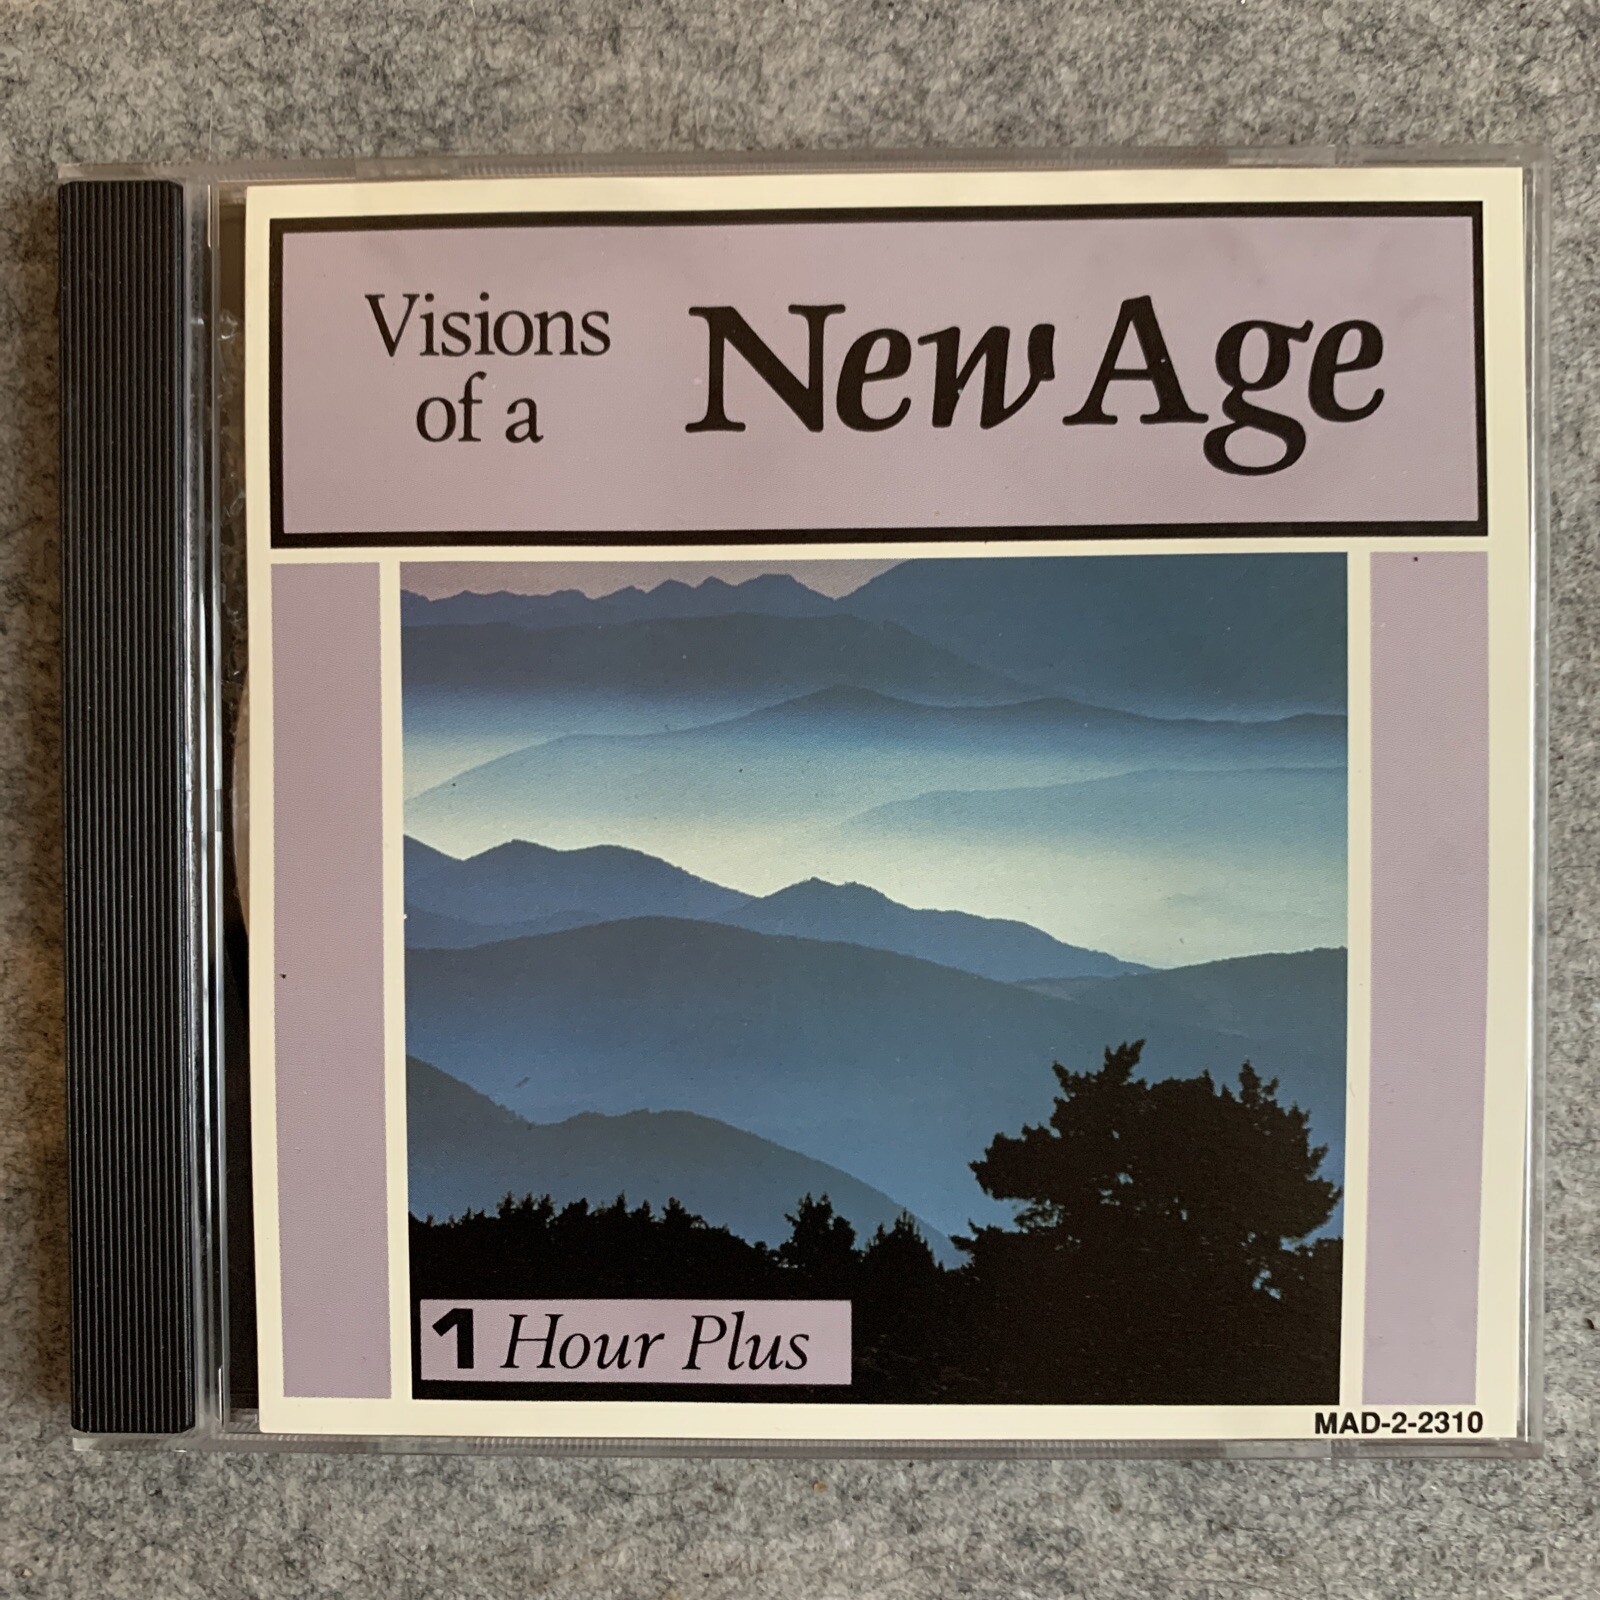 Visions
of a
New Age
1 Hour Plus
MAD-2-2310